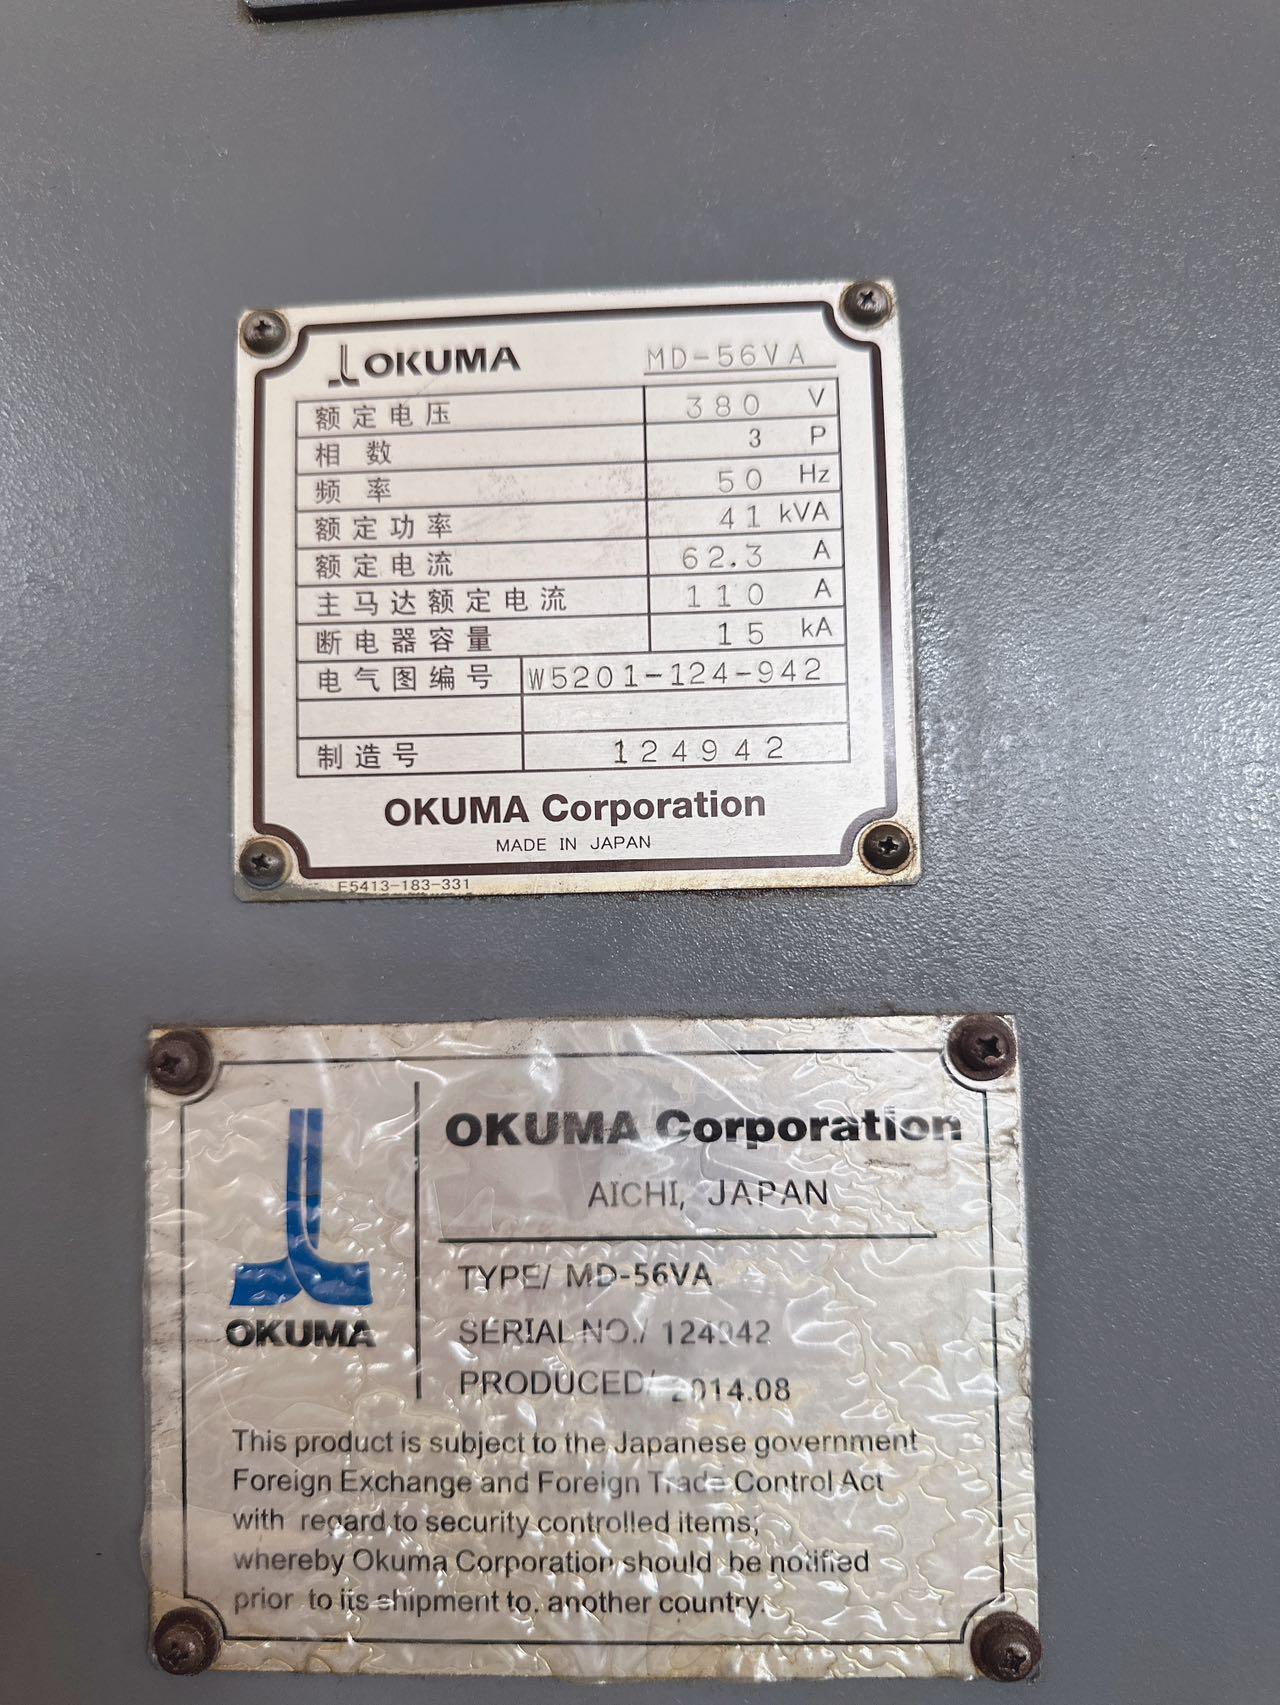 OKUMA MD-56VA
额定电压 380 V
相数 3 P
频率 50 Hz
额定功率 41 kVA
额定电流 62.3 A
主马达额定电流 110 A
断电器容量 15 kA
电气图编号 W5201-124-942
制造号 124942
OKUMA Corporation
MADE IN JAPAN
E5413-183-331
OKUMA Corporation
AICHI, JAPAN
OKUMA
TYPE/ MD-56VA
SERIAL NO./ 124942
PRODUCED/ 2014.08
This product is subject to the Japanese government
Foreign Exchange and Foreign Trade Control Act
with regard to security controlled items;
whereby Okuma Corporation should be notified
prior to its shipment to another country.